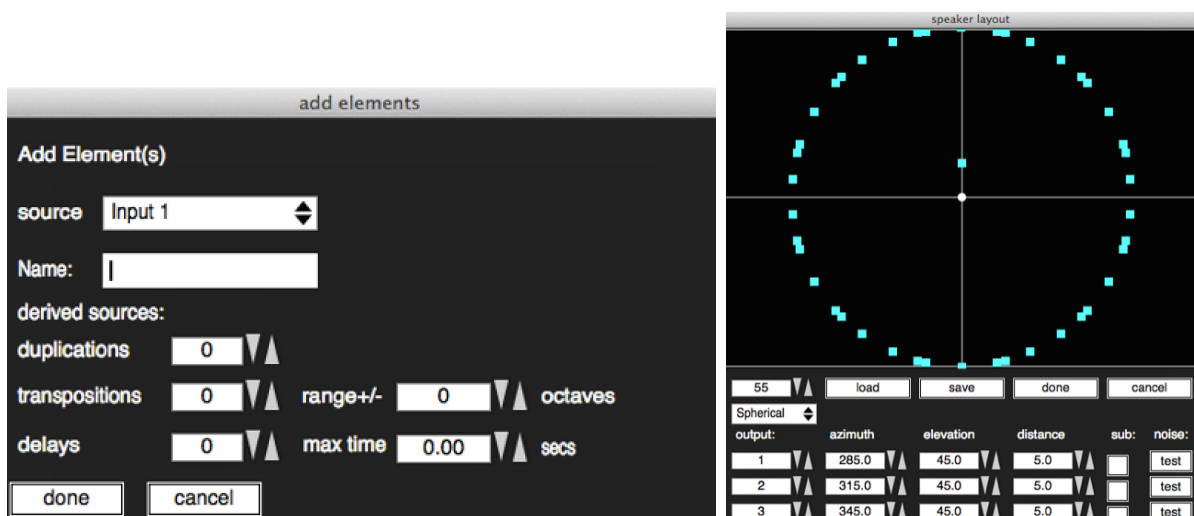 add elements
Add Element(s)
source Input 1
Name:
derived sources:
duplications 0
transpositions 0 range+/- 0 octaves
delays 0 max time 0.00 secs
done cancel
speaker layout
55 load save done cancel
Spherical
output: azimuth elevation distance sub: noise:
1 285.0 45.0 5.0 test
2 315.0 45.0 5.0 test
3 345.0 45.0 5.0 test